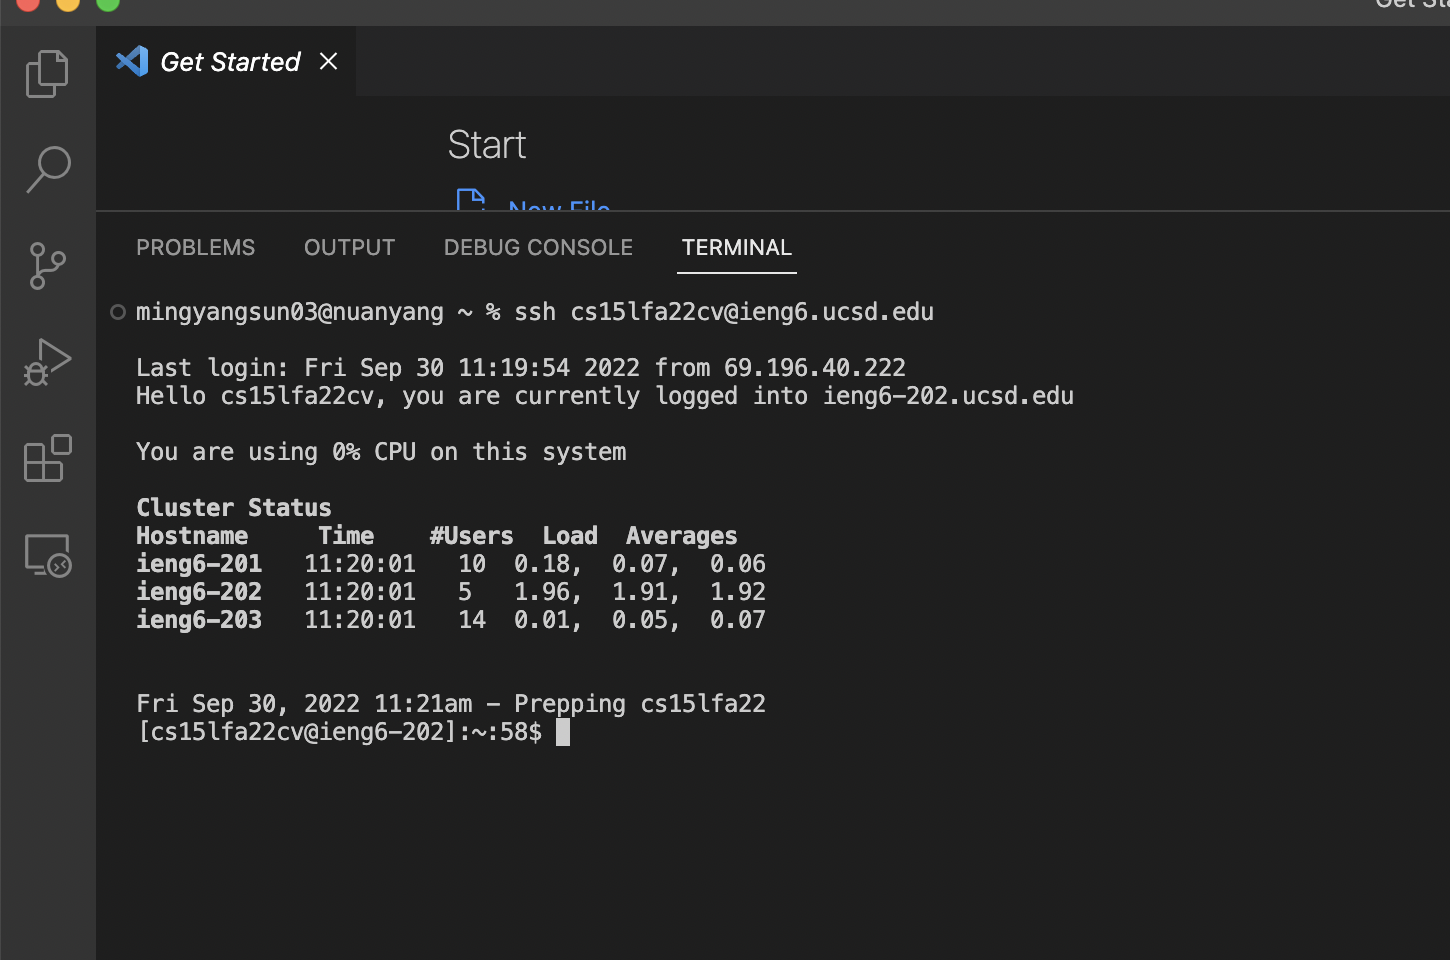 Get Started
Start
New File
PROBLEMS OUTPUT DEBUG CONSOLE TERMINAL
mingyangsun03@nuanyang ~ % ssh cs15lfa22cv@ieng6.ucsd.edu
Last login: Fri Sep 30 11:19:54 2022 from 69.196.40.222
Hello cs15lfa22cv, you are currently logged into ieng6-202.ucsd.edu
You are using 0% CPU on this system
Cluster Status
Hostname Time #Users Load Averages
ieng6-201 11:20:01 10 0.18, 0.07, 0.06
ieng6-202 11:20:01 5 1.96, 1.91, 1.92
ieng6-203 11:20:01 14 0.01, 0.05, 0.07
Fri Sep 30, 2022 11:21am - Prepping cs15lfa22
[cs15lfa22cv@ieng6-202]:~:58$